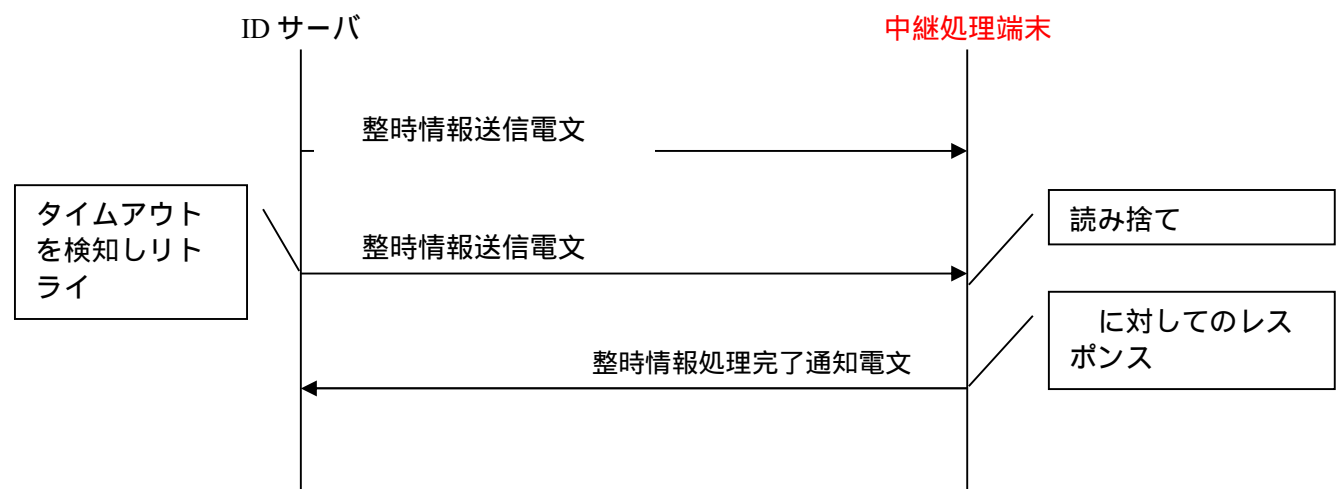 ID サーバ
中継処理端末
整時情報送信電文
タイムアウト
を検知しリト
ライ
整時情報送信電文
読み捨て
に対してのレス
ポンス
整時情報処理完了通知電文